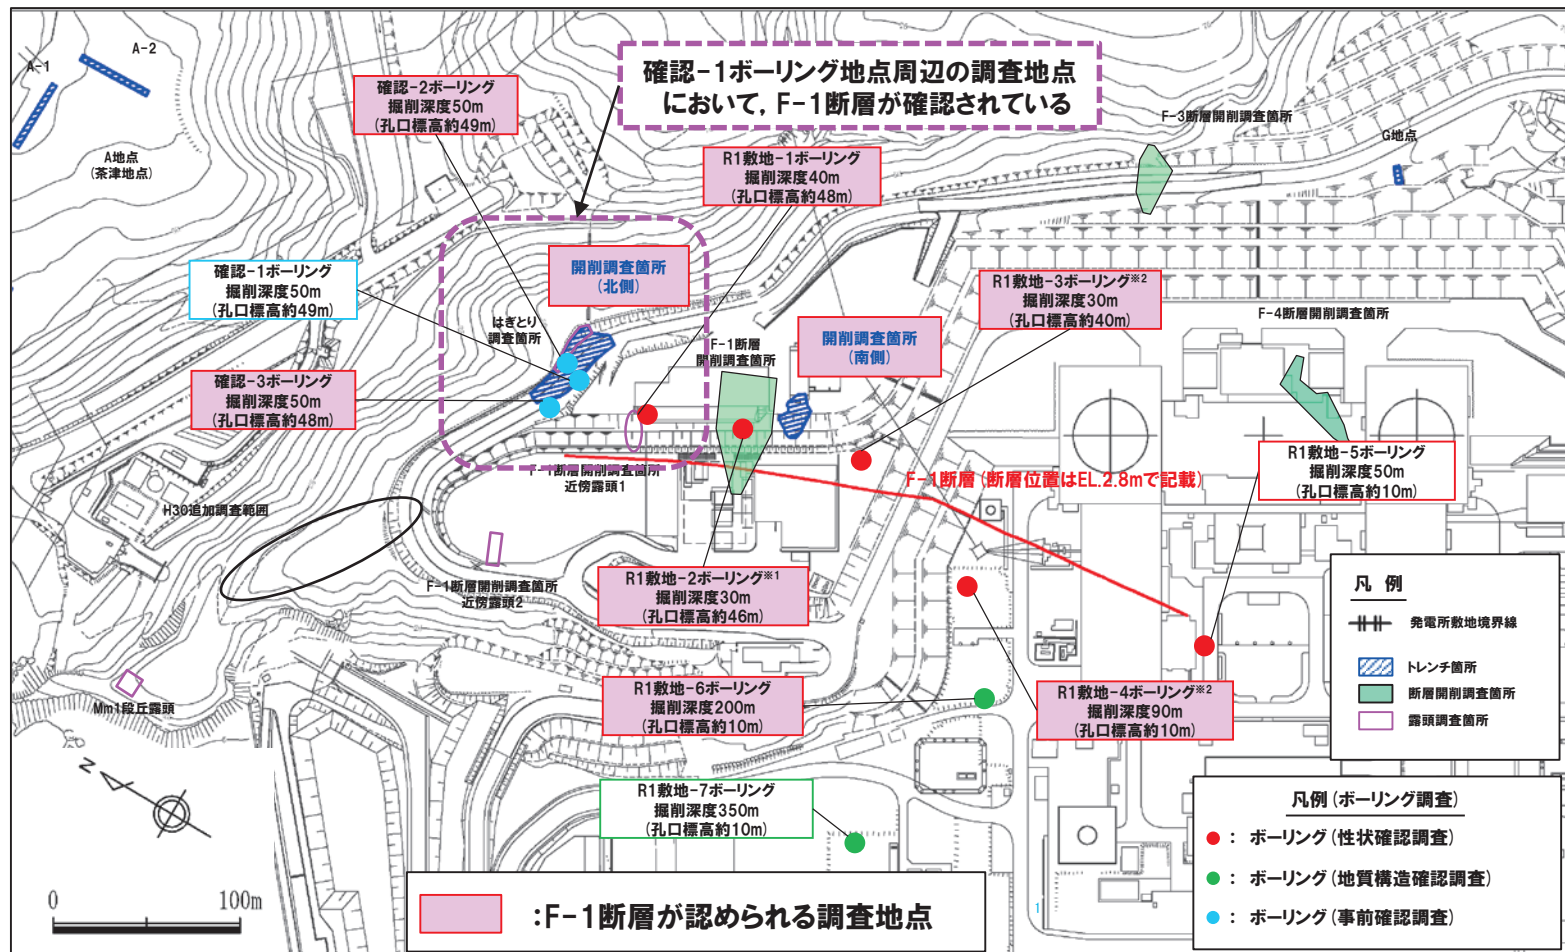 A-2
A-1
A地点
(茶津地点)
確認-2ボーリング
掘削深度50m
(孔口標高約49m)
確認-1ボーリング地点周辺の調査地点
において，F-1断層が確認されている
R1敷地-1ボーリング
掘削深度40m
(孔口標高約48m)
F-3断層開削調査箇所
G地点
確認-1ボーリング
掘削深度50m
(孔口標高約49m)
開削調査箇所
(北側)
はぎとり
調査箇所
R1敷地-3ボーリング※2
掘削深度30m
(孔口標高約40m)
F-4断層開削調査箇所
F-1断層
開削調査箇所
開削調査箇所
(南側)
確認-3ボーリング
掘削深度50m
(孔口標高約48m)
F-1断層開削調査箇所
近傍露頭1
F-1断層(断層位置はEL.2.8mで記載)
R1敷地-5ボーリング
掘削深度50m
(孔口標高約10m)
H30追加調査範囲
F-1断層開削調査箇所
近傍露頭2
R1敷地-2ボーリング※1
掘削深度30m
(孔口標高約46m)
Mm1段丘露頭
R1敷地-6ボーリング
掘削深度200m
(孔口標高約10m)
R1敷地-4ボーリング※2
掘削深度90m
(孔口標高約10m)
R1敷地-7ボーリング
掘削深度350m
(孔口標高約10m)
凡 例
発電所敷地境界線
トレンチ箇所
断層開削調査箇所
露頭調査箇所
凡例(ボーリング調査)
● : ボーリング(性状確認調査)
● : ボーリング(地質構造確認調査)
● : ボーリング(事前確認調査)
N
0 100m
:F-1断層が認められる調査地点
1